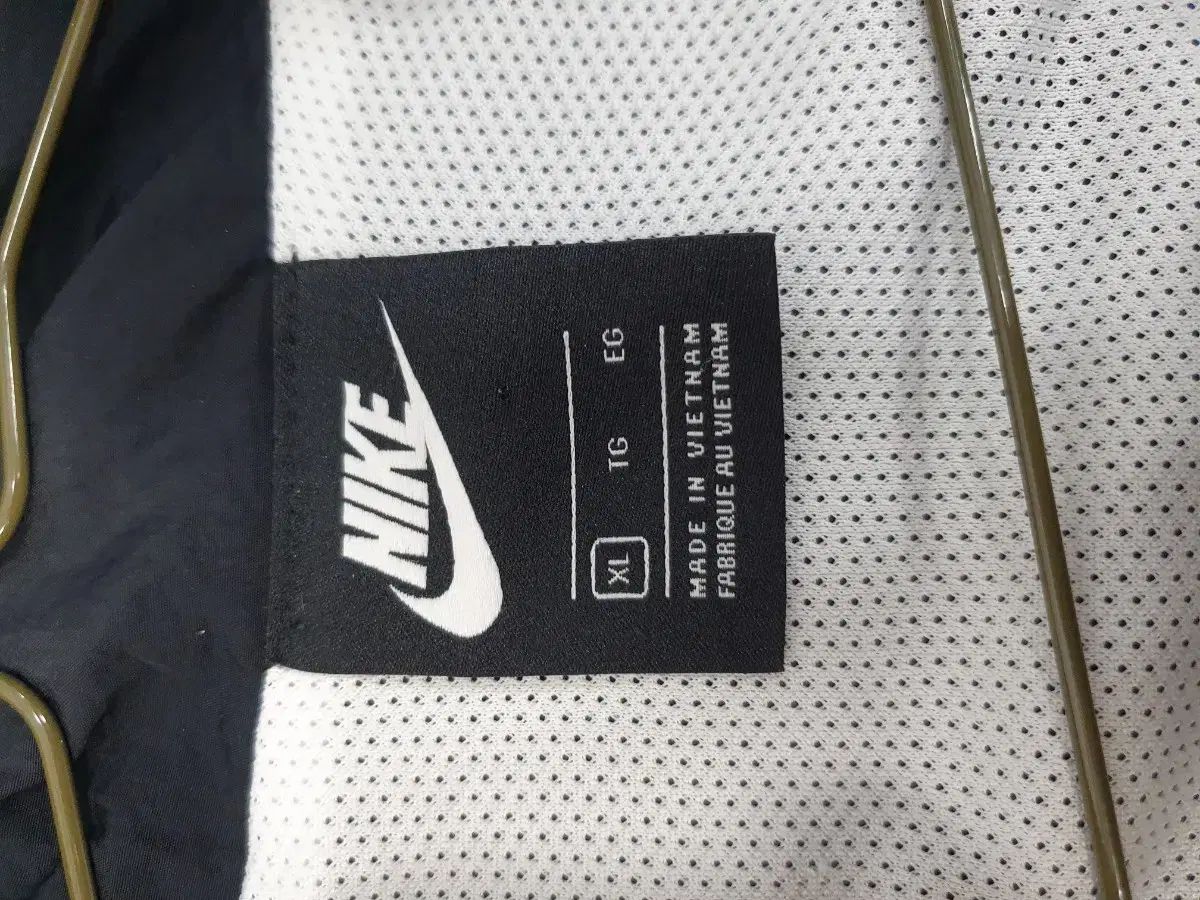 NIKE
XL TG EG
MADE IN VIETNAM
FABRIQUE AU VIETNAM